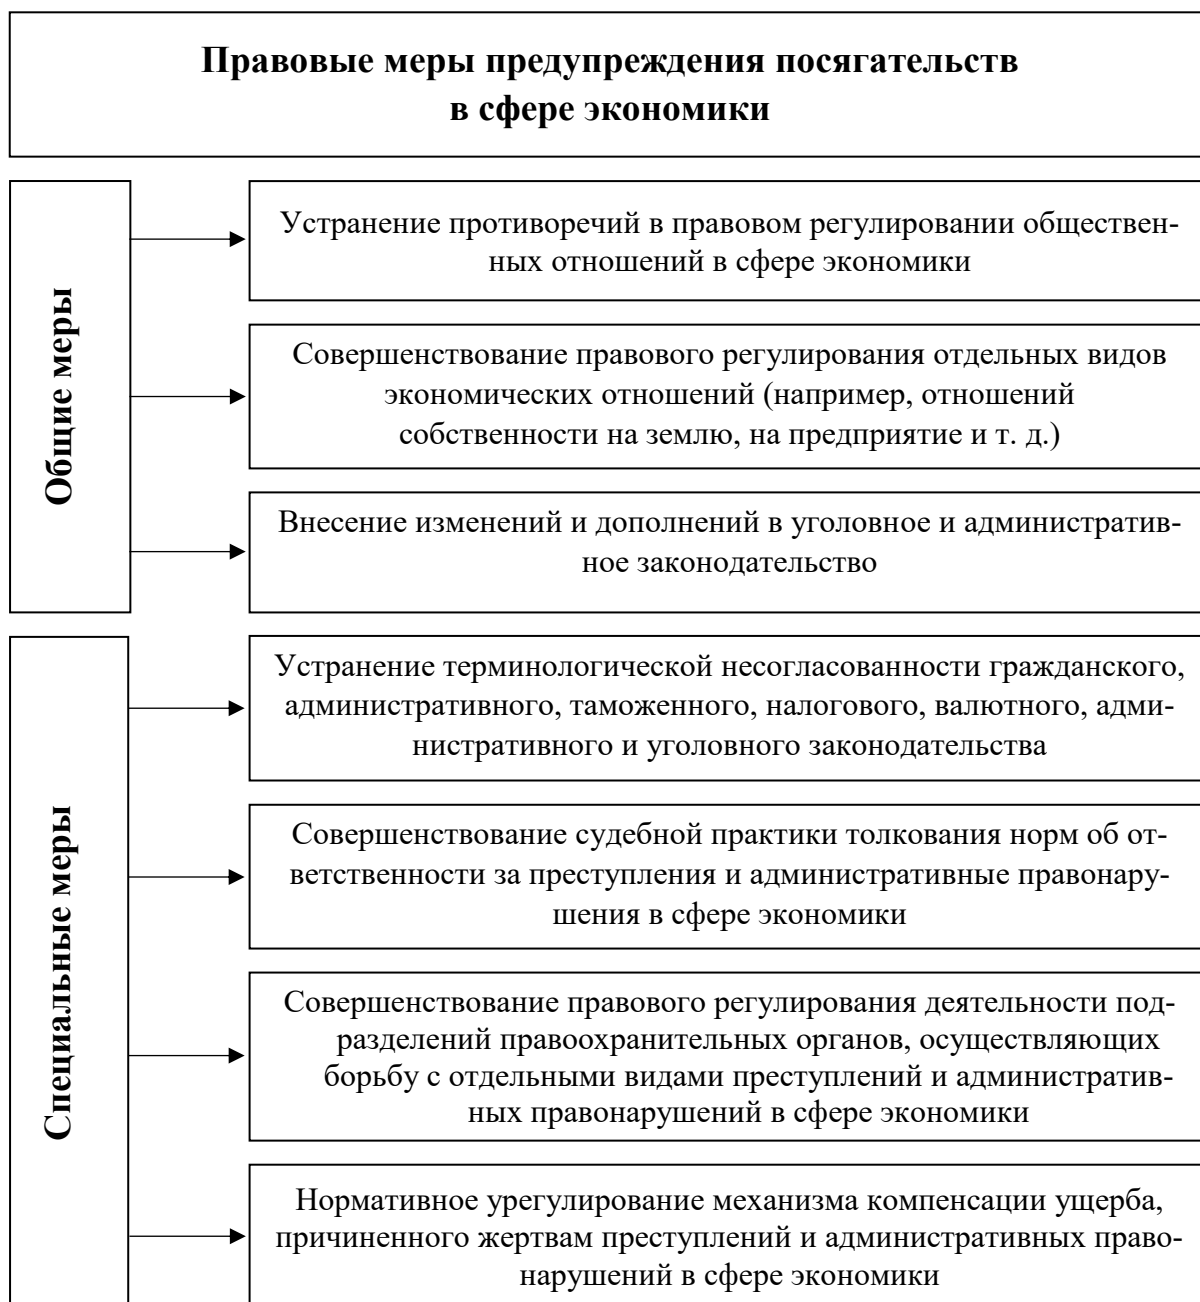 Правовые меры предупреждения посягательств
в сфере экономики
Общие меры
Устранение противоречий в правовом регулировании обществен-
ных отношений в сфере экономики
Совершенствование правового регулирования отдельных видов
экономических отношений (например, отношений
собственности на землю, на предприятие и т. д.)
Внесение изменений и дополнений в уголовное и административ-
ное законодательство
Специальные меры
Устранение терминологической несогласованности гражданского,
административного, таможенного, налогового, валютного, адми-
нистративного и уголовного законодательства
Совершенствование судебной практики толкования норм об от-
ветственности за преступления и административные правонару-
шения в сфере экономики
Совершенствование правового регулирования деятельности под-
разделений правоохранительных органов, осуществляющих
борьбу с отдельными видами преступлений и административ-
ных правонарушений в сфере экономики
Нормативное урегулирование механизма компенсации ущерба,
причиненного жертвам преступлений и административных право-
нарушений в сфере экономики